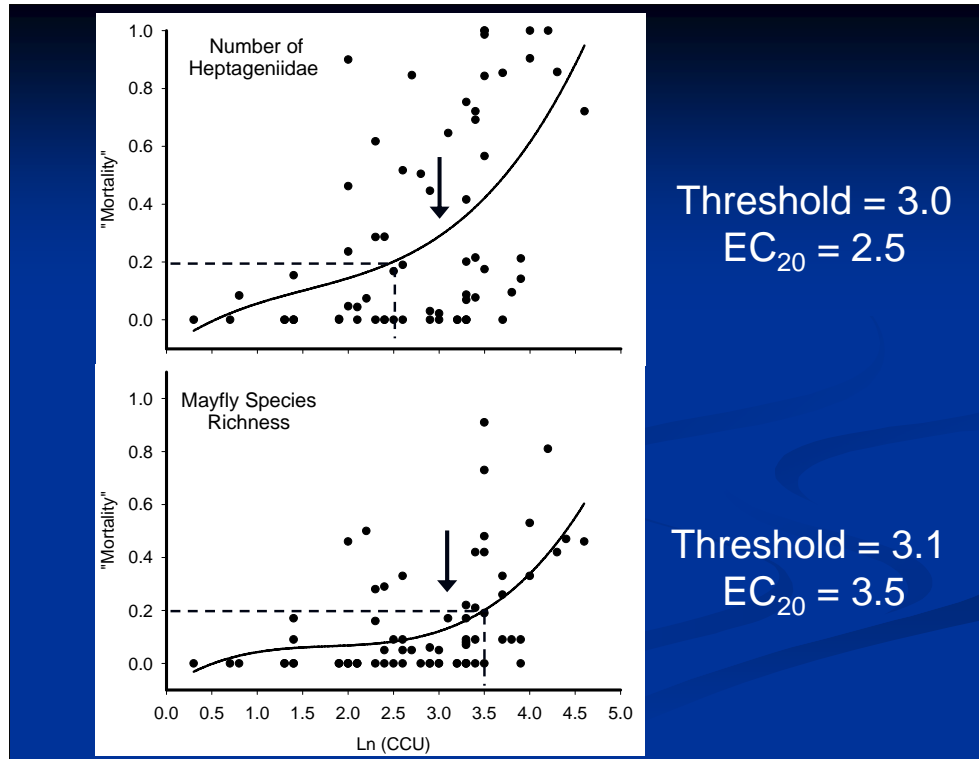 Number of
Heptageniidae
"Mortality"
1.0
0.8
0.6
0.4
0.2
0.0
Threshold = 3.0
EC20 = 2.5
Mayfly Species
Richness
"Mortality"
1.0
0.8
0.6
0.4
0.2
0.0
0.0 0.5 1.0 1.5 2.0 2.5 3.0 3.5 4.0 4.5 5.0
Ln (CCU)
Threshold = 3.1
EC20 = 3.5